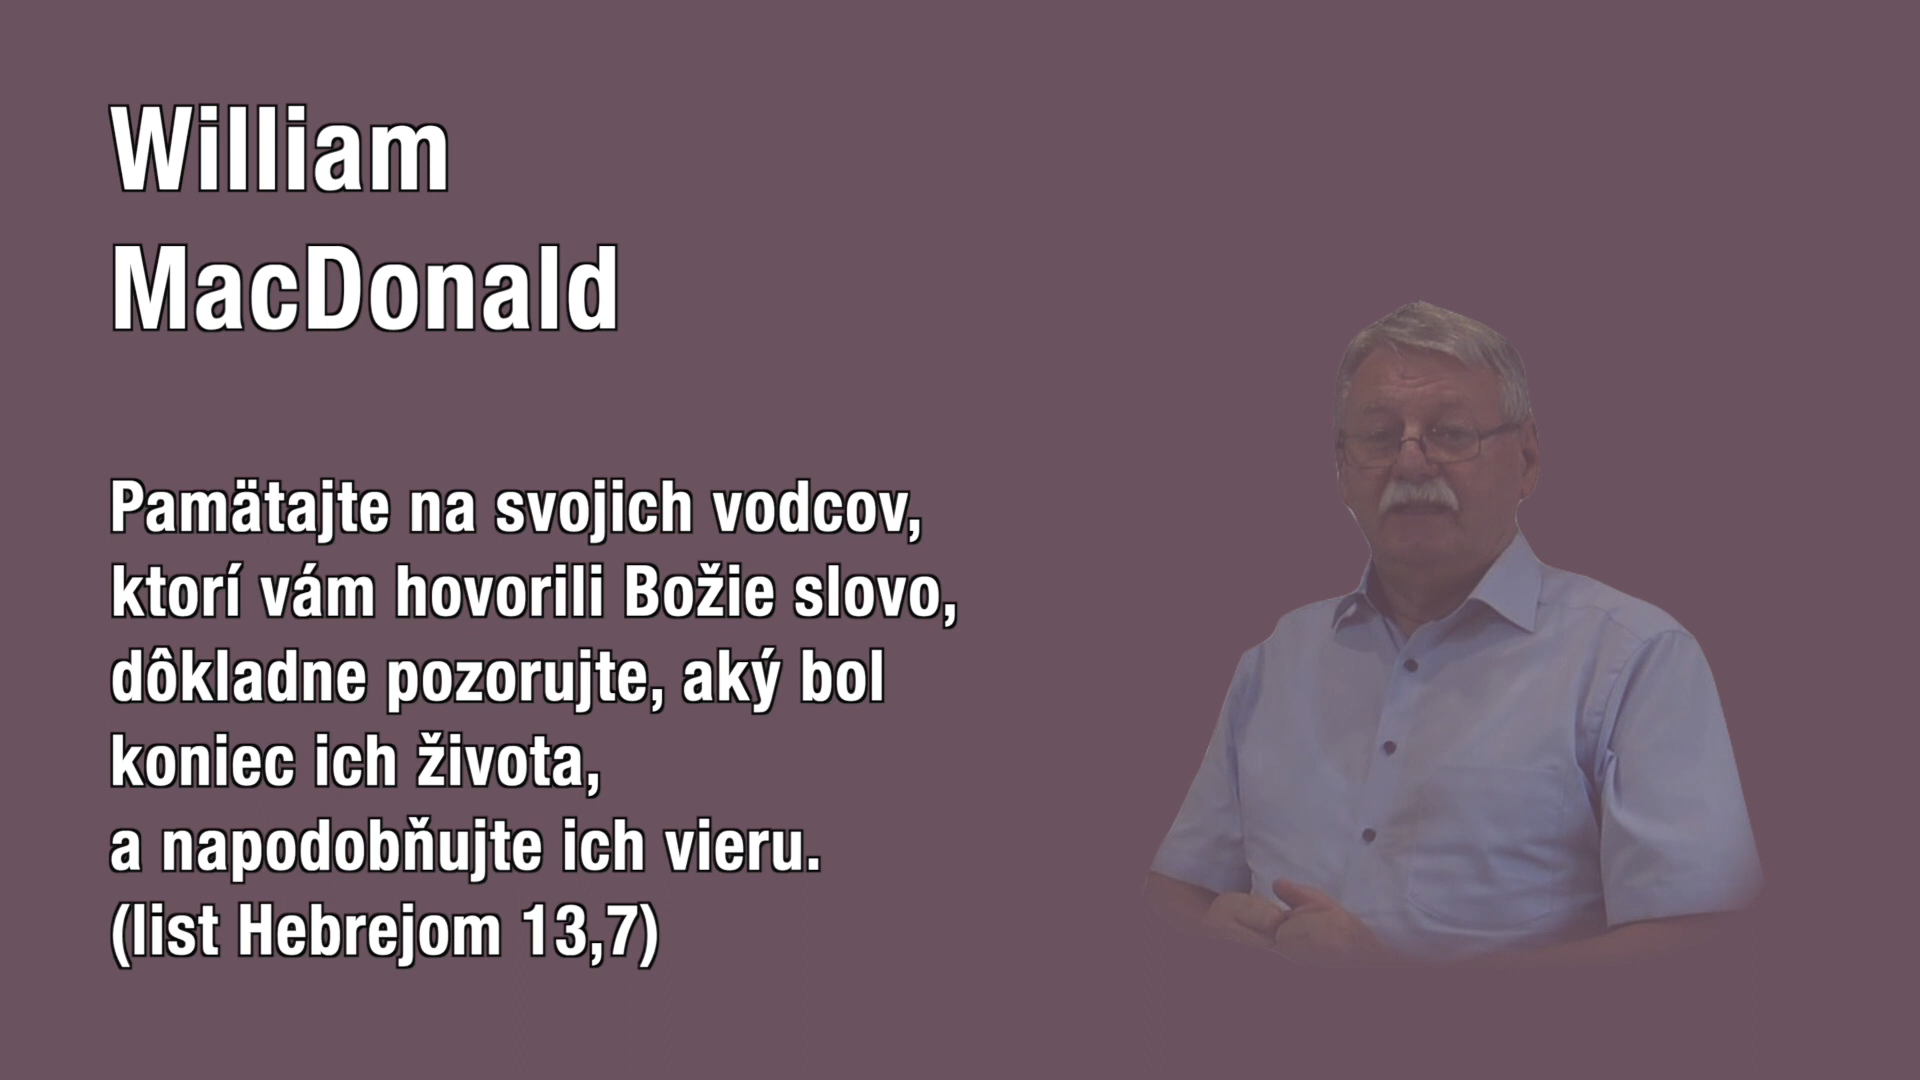 William
MacDonald
Pamätajte na svojich vodcov,
ktorí vám hovorili Božie slovo,
dôkladne pozorujte, aký bol
koniec ich života,
a napodobňujte ich vieru.
(list Hebrejom 13,7)